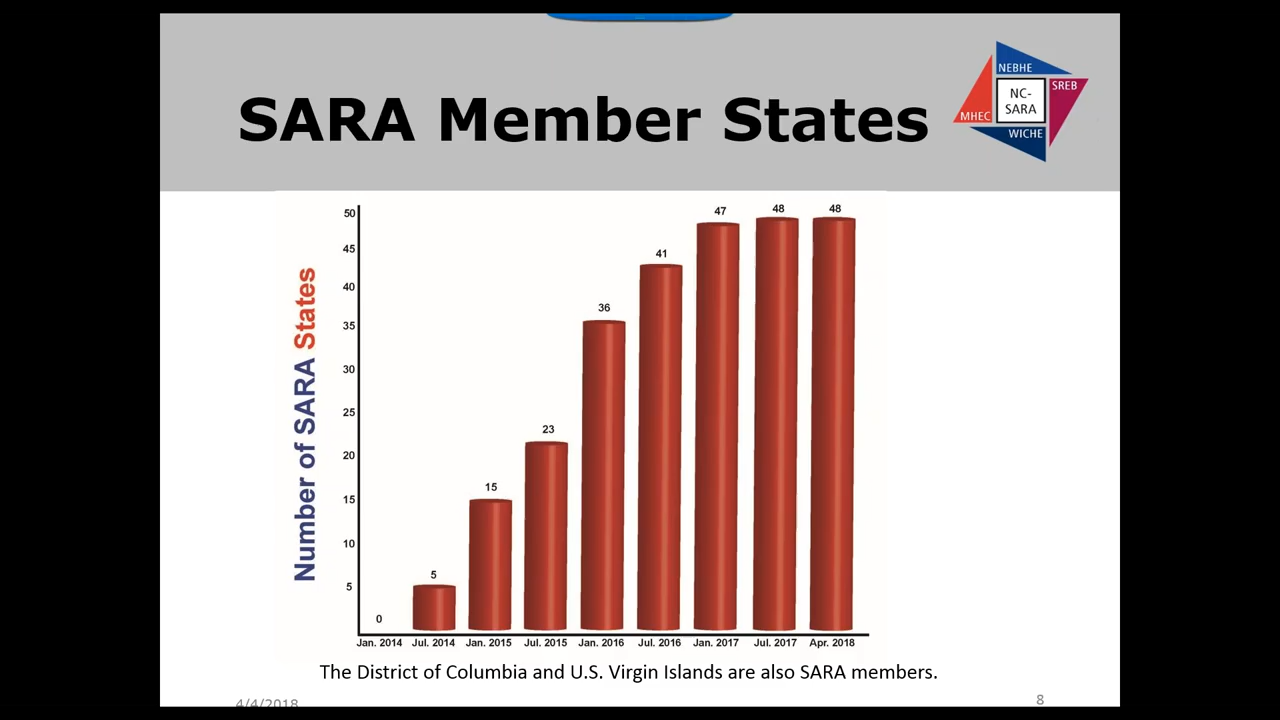 SARA Member States
NEBHE
SREB
NC-
SARA
MHEC
WICHE
Number of SARA States
50
45
40
35
30
25
20
15
10
5
0
5
15
23
36
41
47
48
48
Jan. 2014 Jul. 2014 Jan. 2015 Jul. 2015 Jan. 2016 Jul. 2016 Jan. 2017 Jul. 2017 Apr. 2018
The District of Columbia and U.S. Virgin Islands are also SARA members.
4/4/2018
8